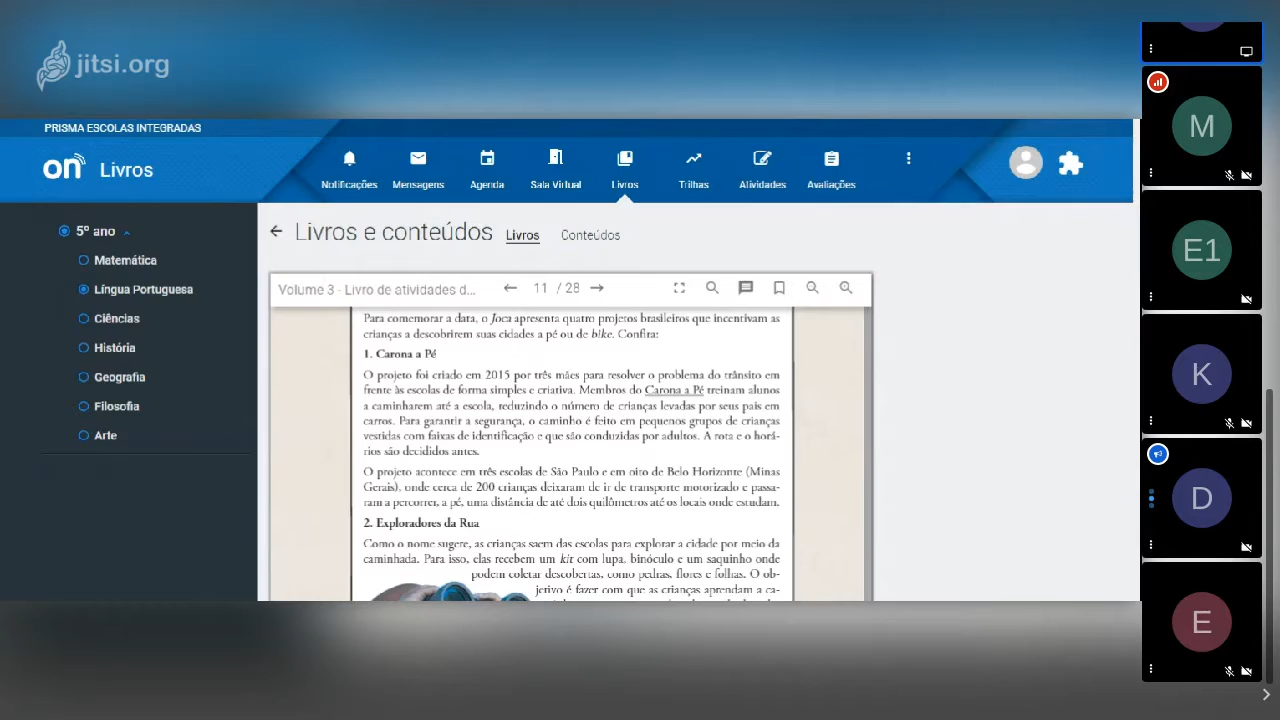 jitsi.org
PRISMA ESCOLAS INTEGRADAS
on Livros
Notificações Mensagens Agenda Sala Virtual Livros Trilhas Atividades Avaliações
5º ano
Matemática
Língua Portuguesa
Ciências
História
Geografia
Filosofia
Arte
Livros e conteúdos Livros Conteúdos
Volume 3 - Livro de atividades d... 11 / 28
Para comemorar a data, o Joca apresenta quatro projetos brasileiros que incentivam as
crianças a descobrirem suas cidades a pé ou de bike. Confira:
1. Carona a Pé
O projeto foi criado em 2015 por três mães para resolver o problema do trânsito em
frente às escolas de forma simples e criativa. Membros do Carona a Pé treinam alunos
a caminharem até a escola, reduzindo o número de crianças levadas por seus pais em
carros. Para garantir a segurança, o caminho é feito em pequenos grupos de crianças
vestidas com faixas de identificação e que são conduzidas por adultos. A rota e o horá-
rios são decididos antes.
O projeto acontece em três escolas de São Paulo e em oito de Belo Horizonte (Minas
Gerais), onde cerca de 200 crianças deixaram de ir de transporte motorizado e passa-
ram a percorrer, a pé, uma distância de até dois quilômetros até os locais onde estudam.
2. Exploradores da Rua
Como o nome sugere, as crianças saem das escolas para explorar a cidade por meio da
caminhada. Para isso, elas recebem um kit com lupa, binóculo e um saquinho onde
podem coletar descobertas, como pedras, flores e folhas. O ob-
jetivo é fazer com que as crianças aprendam a ca-
M
E1
K
D
E